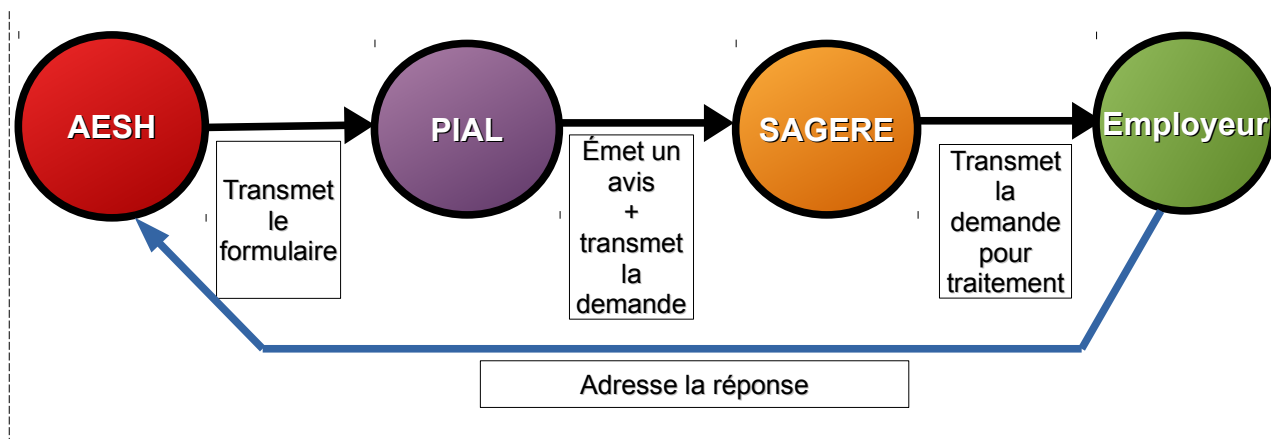 AESH
PIAL
SAGERE
Employeur
Transmet
le
formulaire
Émet un
avis
+
transmet
la
demande
Transmet
la
demande
pour
traitement
Adresse la réponse